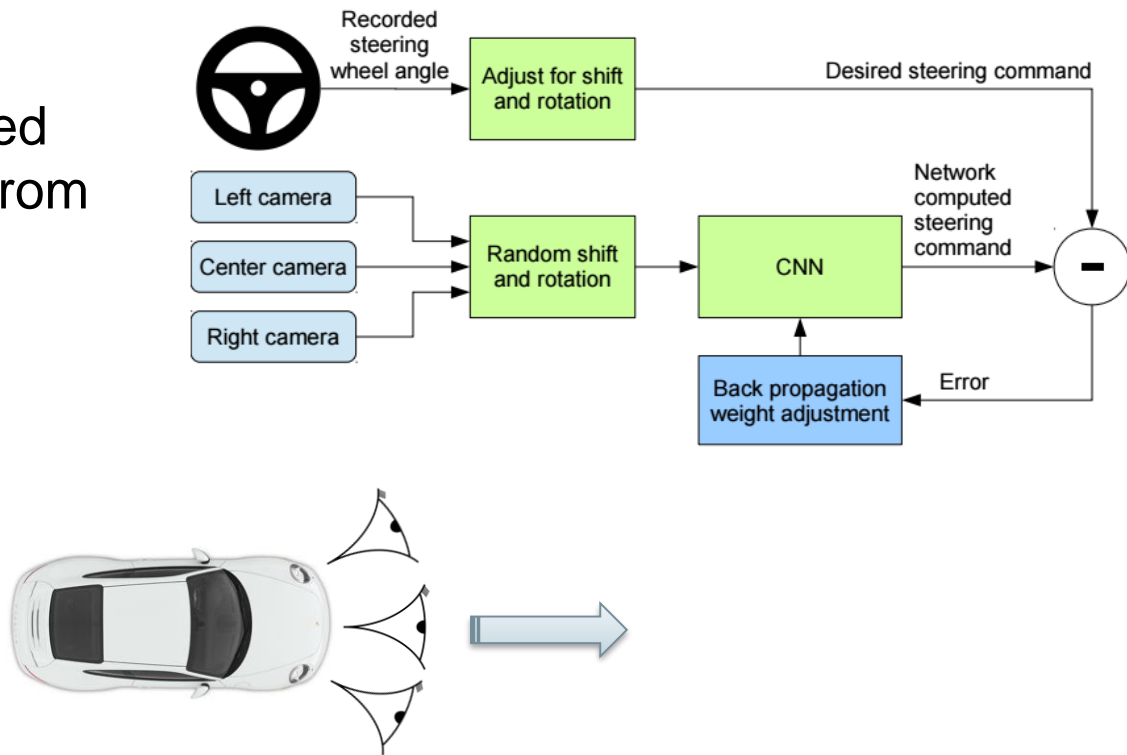 ed
rom
Recorded
steering
wheel angle
Adjust for shift
and rotation
Desired steering command
Left camera
Center camera
Right camera
Random shift
and rotation
CNN
Network
computed
steering
command
-
Back propagation
weight adjustment
Error